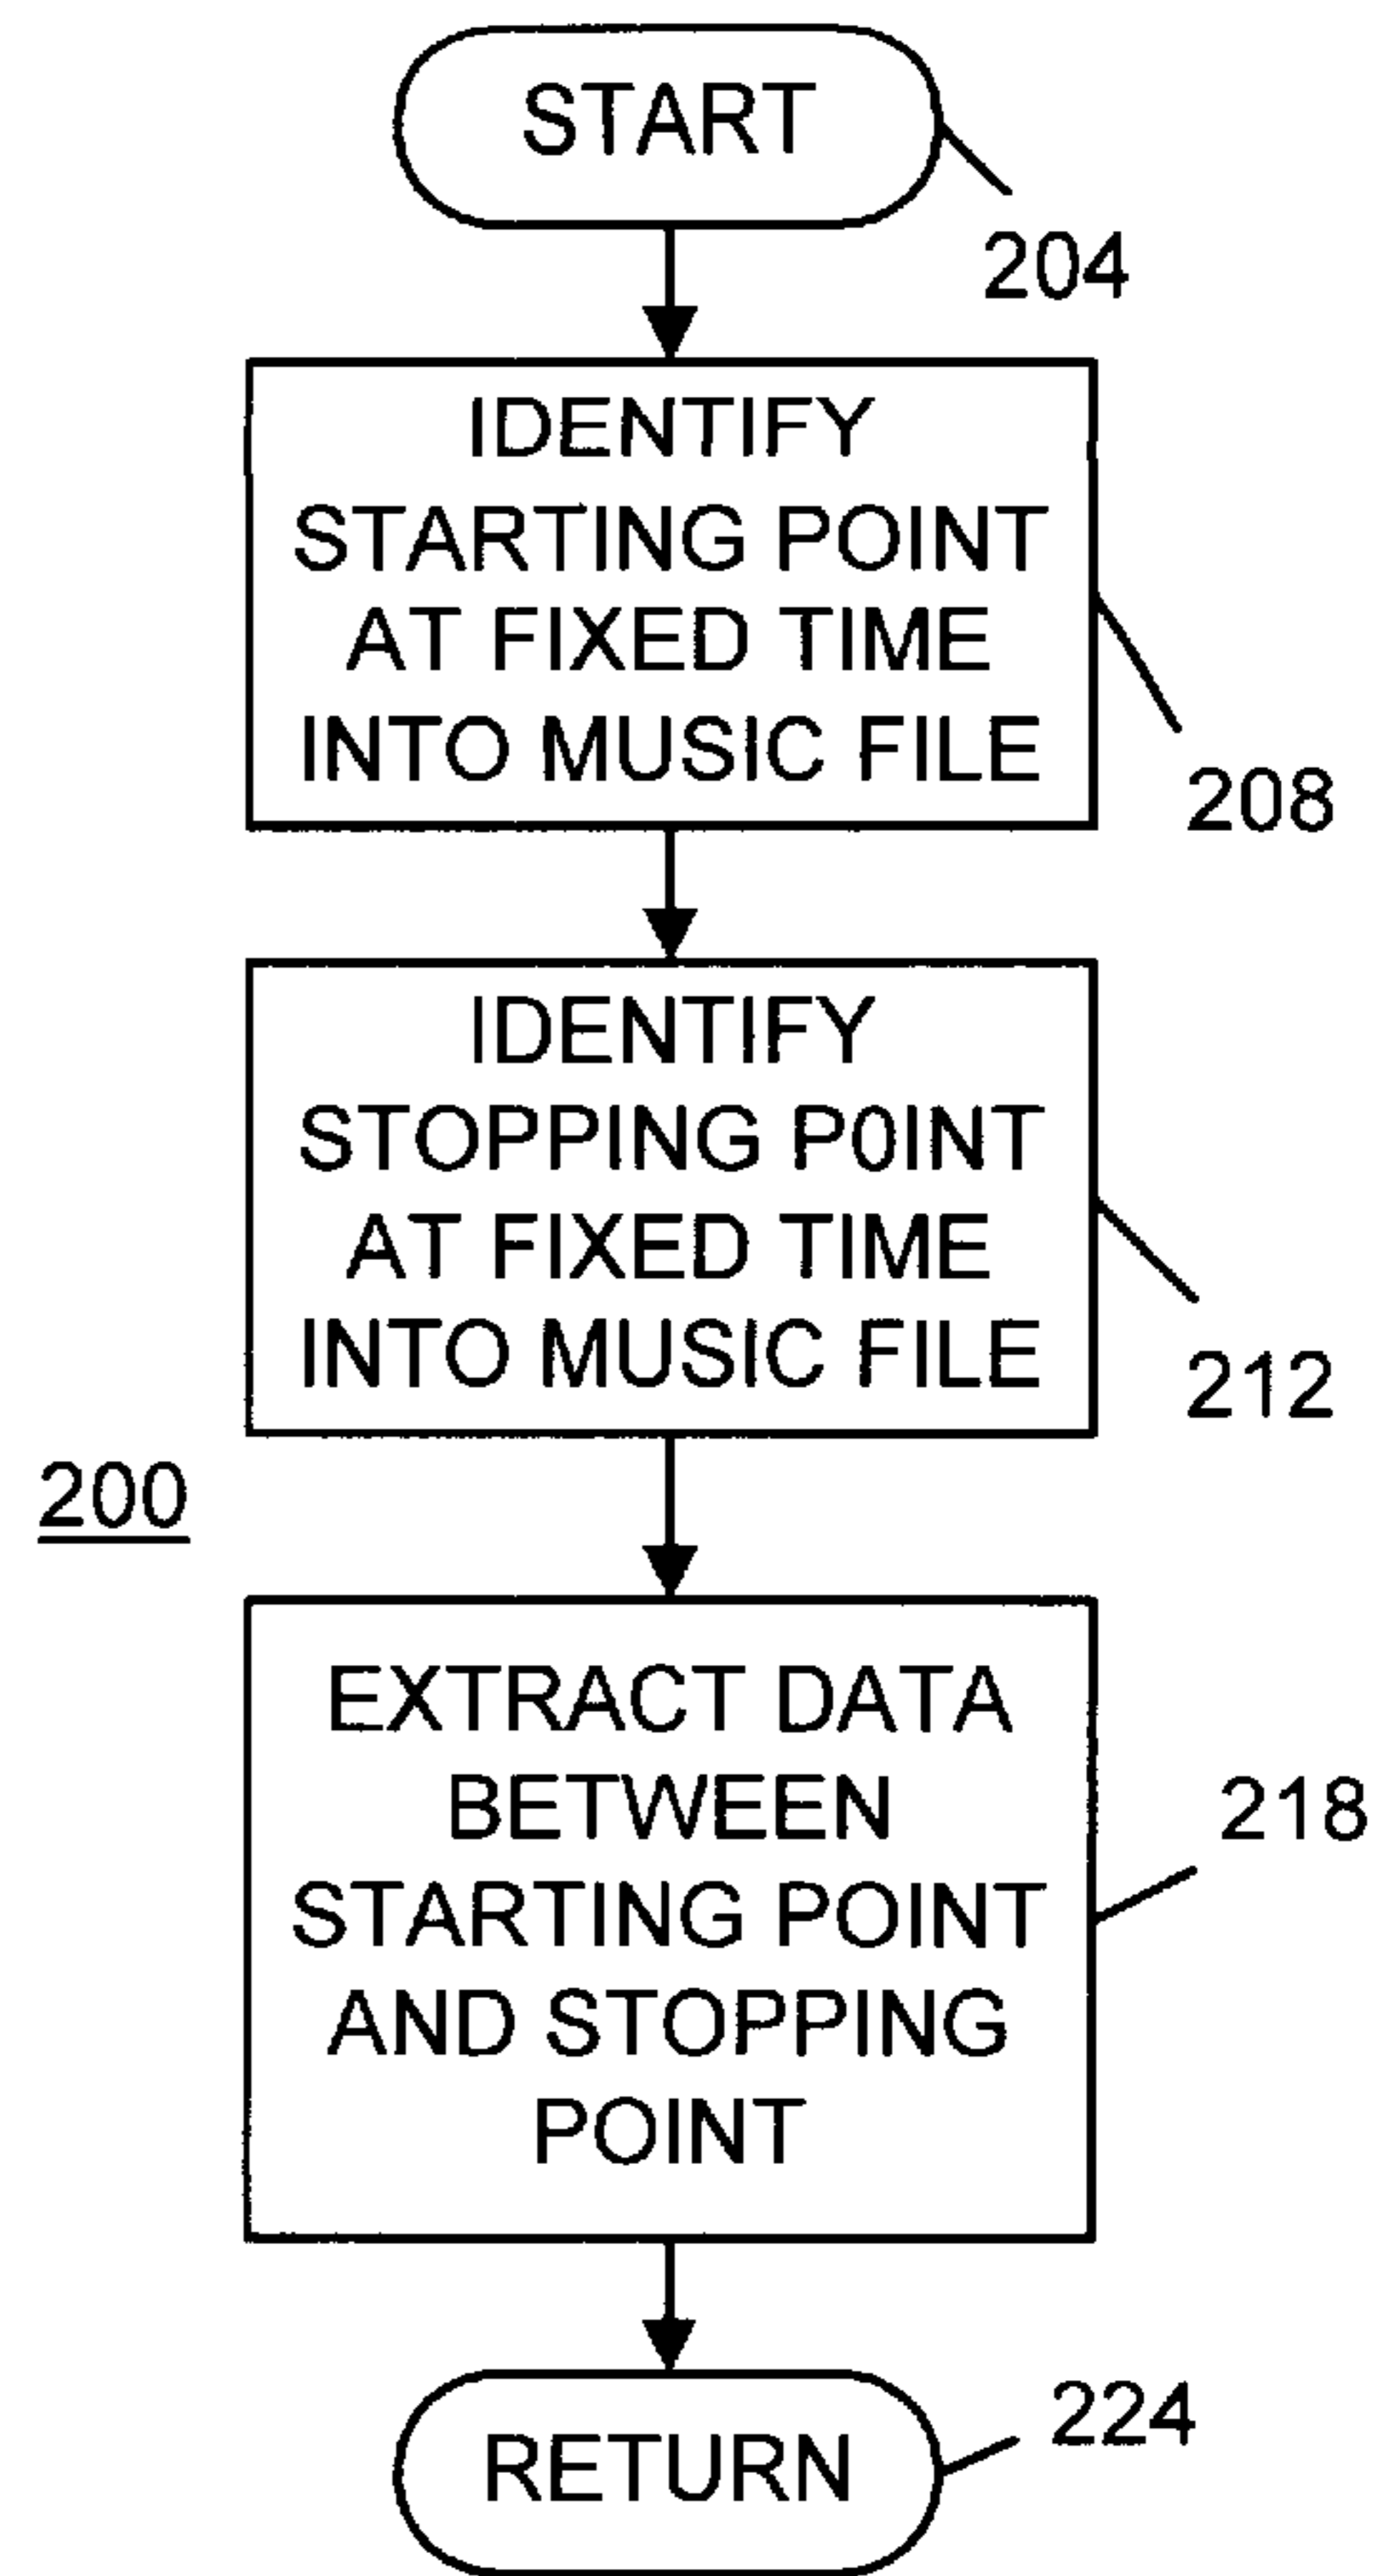 START
204
IDENTIFY
STARTING POINT
AT FIXED TIME
INTO MUSIC FILE
208
IDENTIFY
STOPPING P0INT
AT FIXED TIME
INTO MUSIC FILE
212
200
EXTRACT DATA
BETWEEN
STARTING POINT
AND STOPPING
POINT
218
RETURN
224